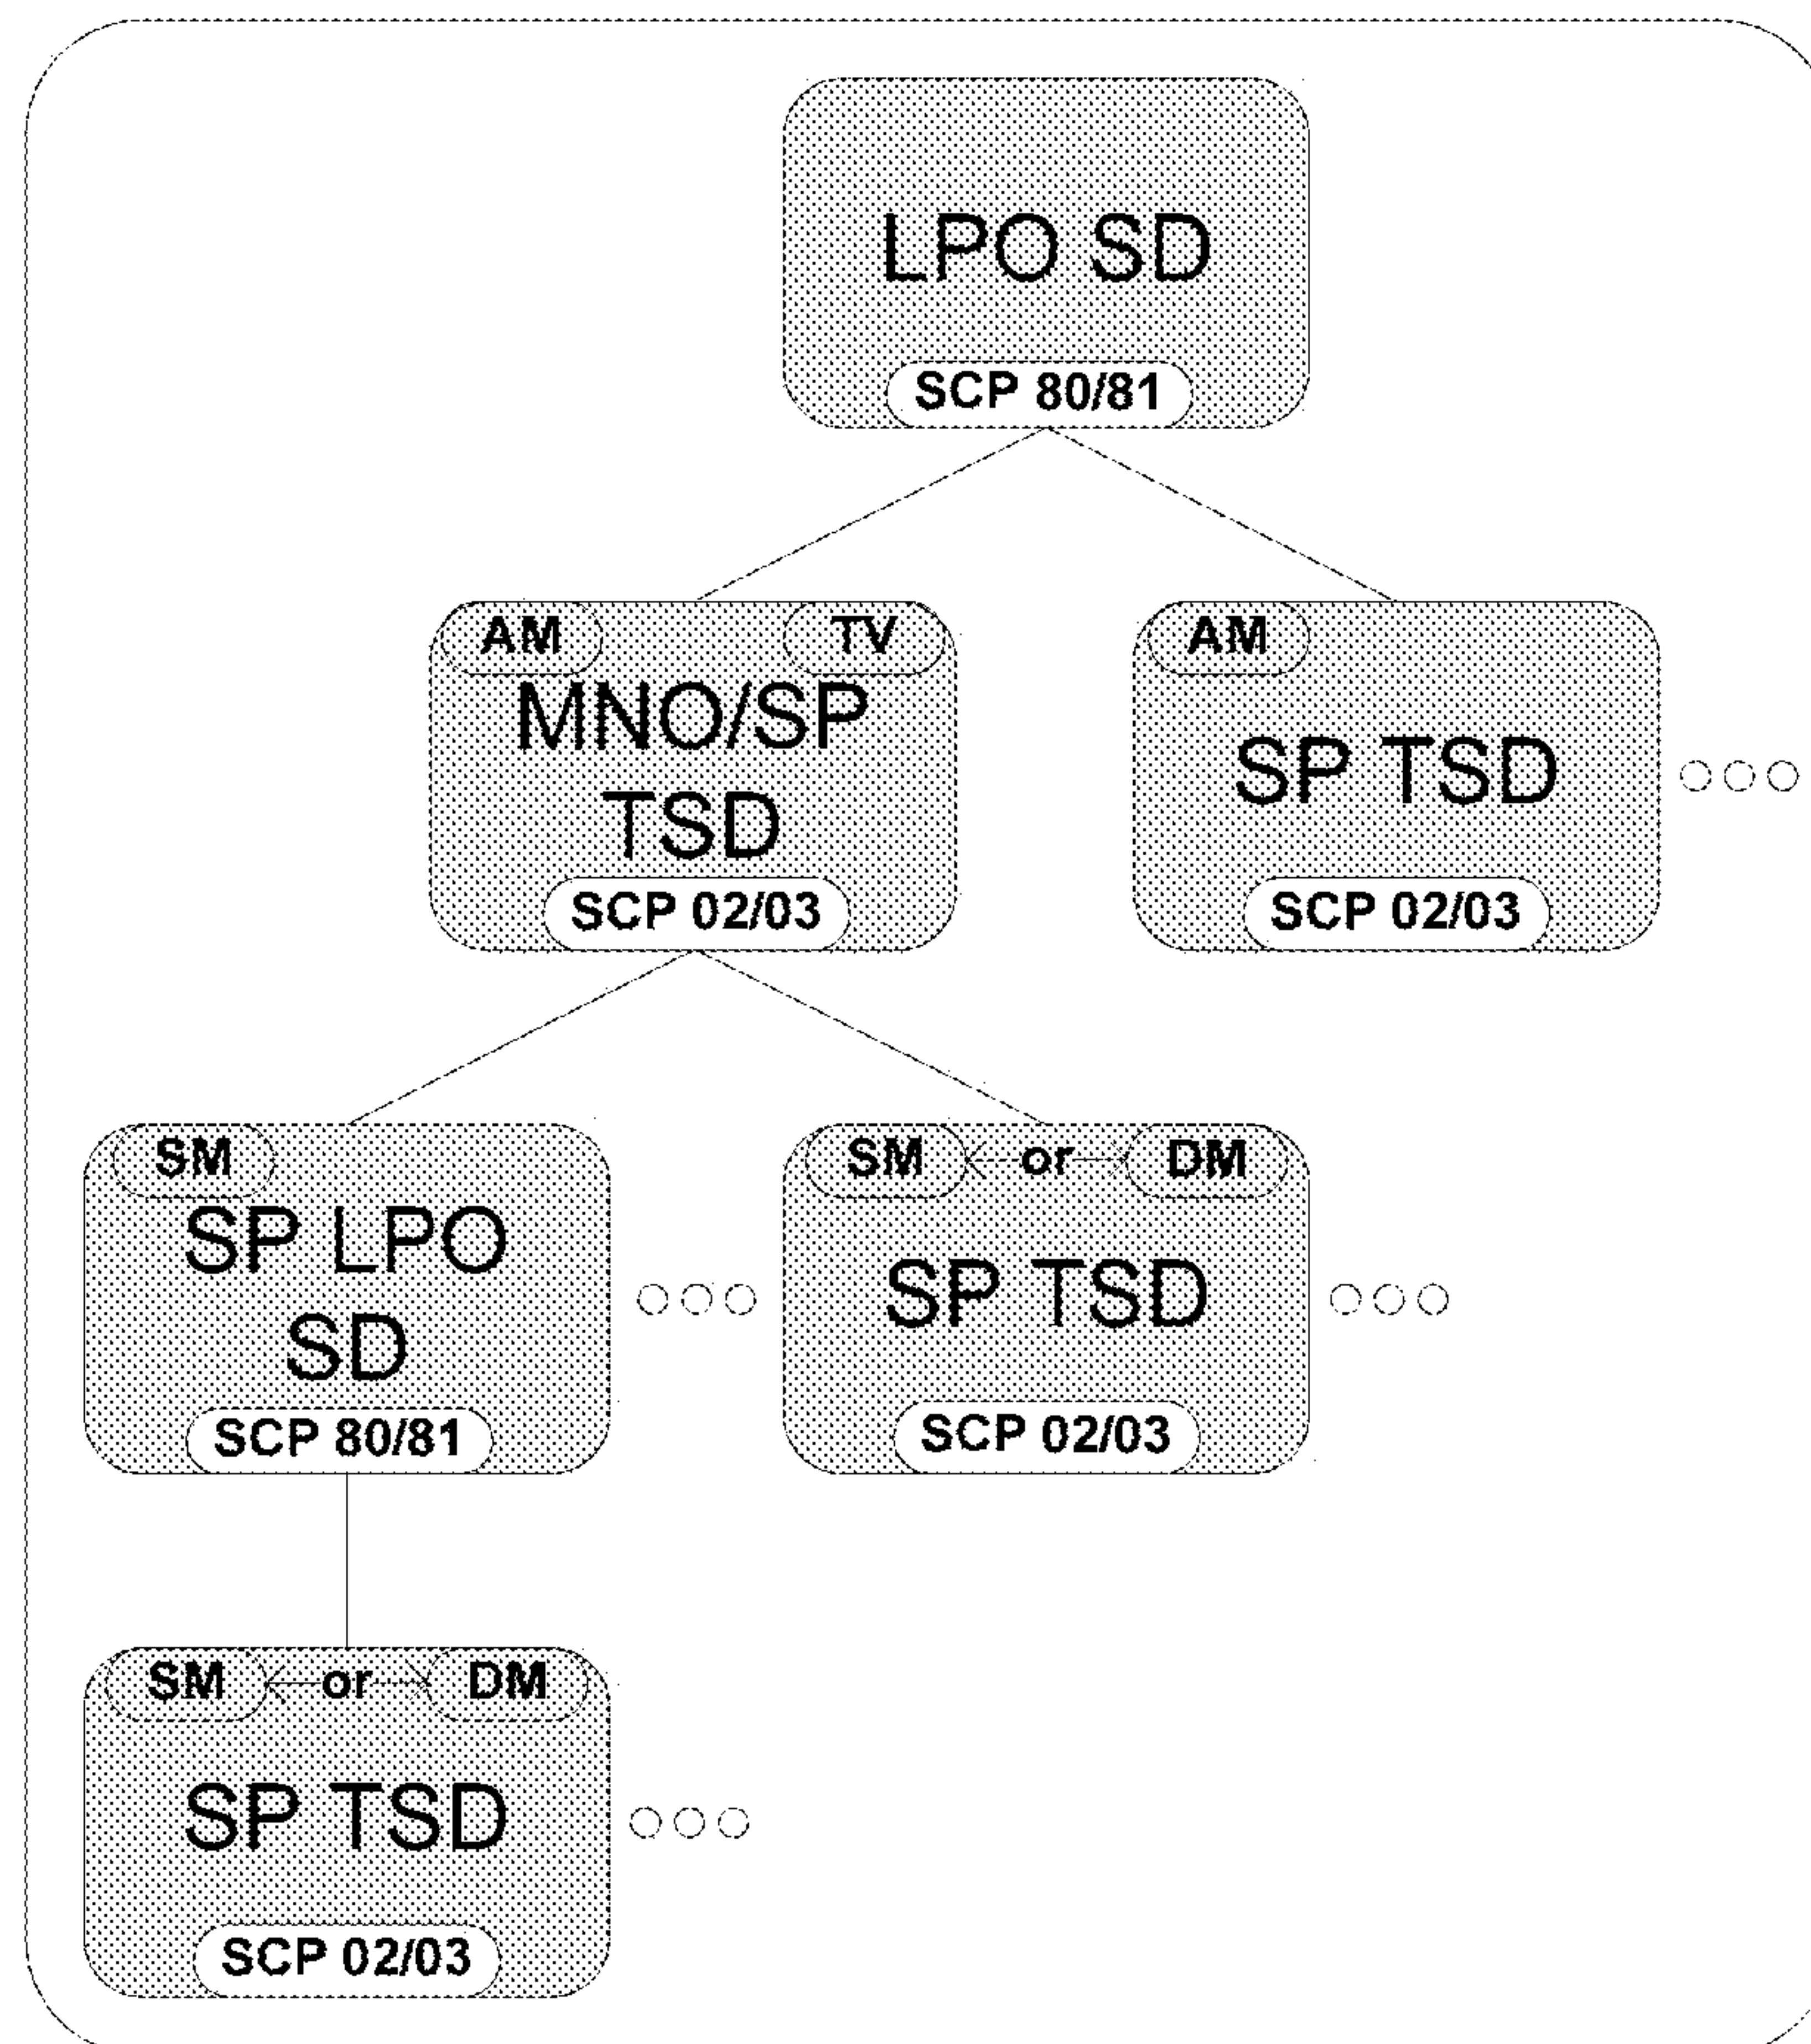 LPO SD
SCP 80/81
AM TV
MNO/SP
TSD
SCP 02/03
AM
SP TSD
SCP 02/03
SM
SP LPO
SD
SCP 80/81
SM or DM
SP TSD
SCP 02/03
SM or DM
SP TSD
SCP 02/03